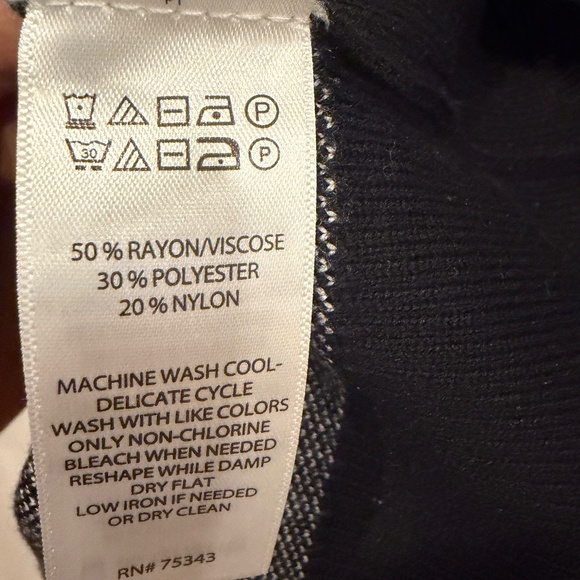 P
30 P
50 % RAYON/VISCOSE
30 % POLYESTER
20 % NYLON
MACHINE WASH COOL-
DELICATE CYCLE
WASH WITH LIKE COLORS
ONLY NON-CHLORINE
BLEACH WHEN NEEDED
RESHAPE WHILE DAMP
DRY FLAT
LOW IRON IF NEEDED
OR DRY CLEAN
RN# 75343